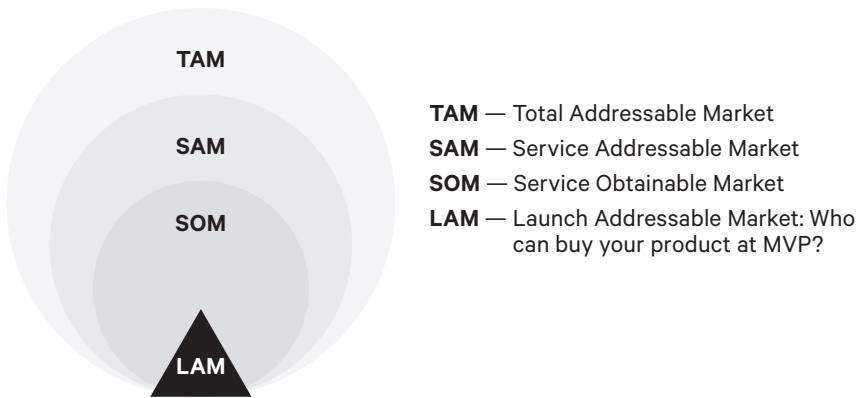 TAM
SAM
SOM
LAM
TAM — Total Addressable Market
SAM — Service Addressable Market
SOM — Service Obtainable Market
LAM — Launch Addressable Market: Who
can buy your product at MVP?